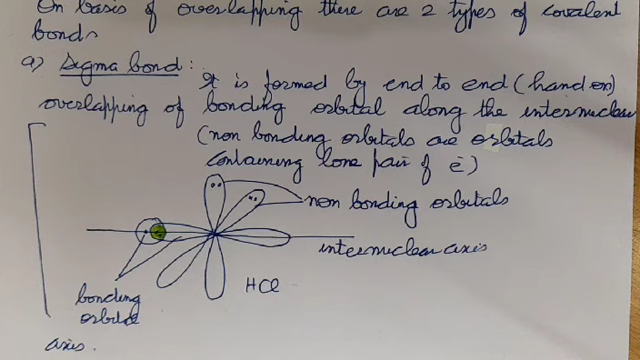 On basis of overlapping there are 2 types of covalent
bonds
a) Sigma bond :
It is formed by end to end (hand on)
overlapping of bonding orbital along the internuclear
(non bonding orbitals are orbitals
containing lone pair of ē)
non bonding orbitals
internuclear axis
HCl
bonding
orbital
axis.